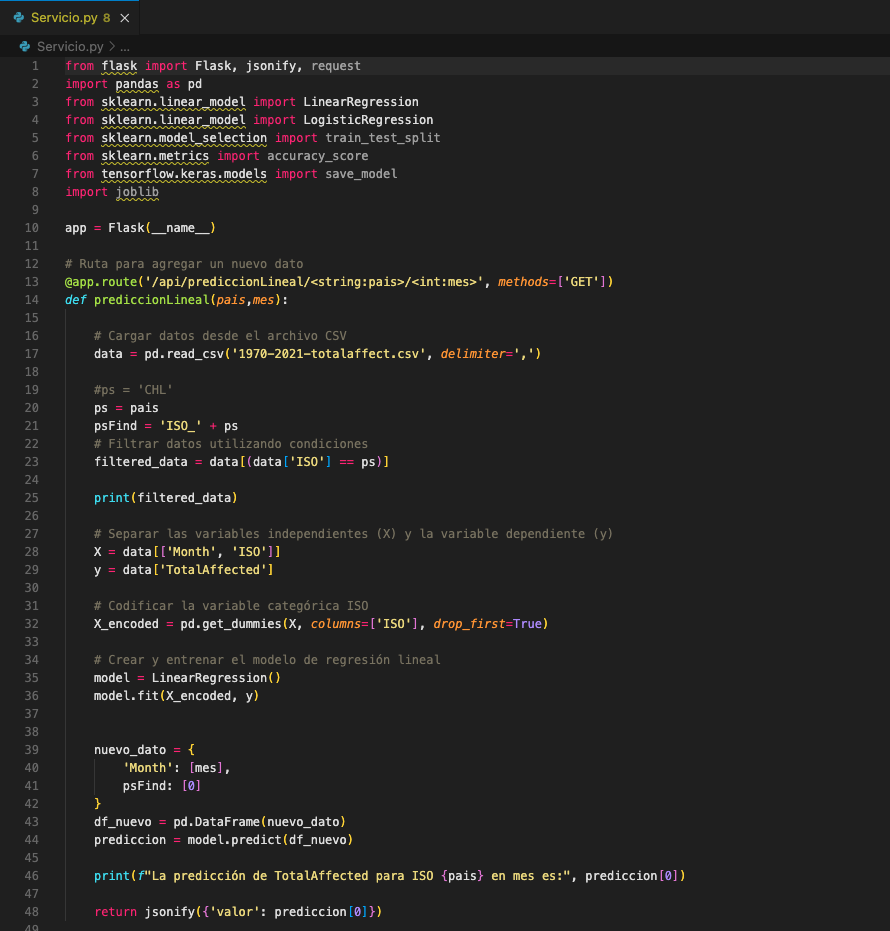 Servicio.py 8 ×
Servicio.py > ...
1 from flask import Flask, jsonify, request
2 import pandas as pd
3 from sklearn.linear_model import LinearRegression
4 from sklearn.linear_model import LogisticRegression
5 from sklearn.model_selection import train_test_split
6 from sklearn.metrics import accuracy_score
7 from tensorflow.keras.models import save_model
8 import joblib
9
10 app = Flask(__name__)
11
12 # Ruta para agregar un nuevo dato
13 @app.route('/api/prediccionLineal/<string:pais>/<int:mes>', methods=['GET'])
14 def prediccionLineal(pais,mes):
15
16     # Cargar datos desde el archivo CSV
17     data = pd.read_csv('1970-2021-totalaffect.csv', delimiter=',')
18
19     #ps = 'CHL'
20     ps = pais
21     psFind = 'ISO_' + ps
22     # Filtrar datos utilizando condiciones
23     filtered_data = data[(data['ISO'] == ps)]
24
25     print(filtered_data)
26
27     # Separar las variables independientes (X) y la variable dependiente (y)
28     X = data[['Month', 'ISO']]
29     y = data['TotalAffected']
30
31     # Codificar la variable categórica ISO
32     X_encoded = pd.get_dummies(X, columns=['ISO'], drop_first=True)
33
34     # Crear y entrenar el modelo de regresión lineal
35     model = LinearRegression()
36     model.fit(X_encoded, y)
37
38
39     nuevo_dato = {
40         'Month': [mes],
41         psFind: [0]
42     }
43     df_nuevo = pd.DataFrame(nuevo_dato)
44     prediccion = model.predict(df_nuevo)
45
46     print(f"La predicción de TotalAffected para ISO {pais} en mes es:", prediccion[0])
47
48     return jsonify({'valor': prediccion[0]})
49